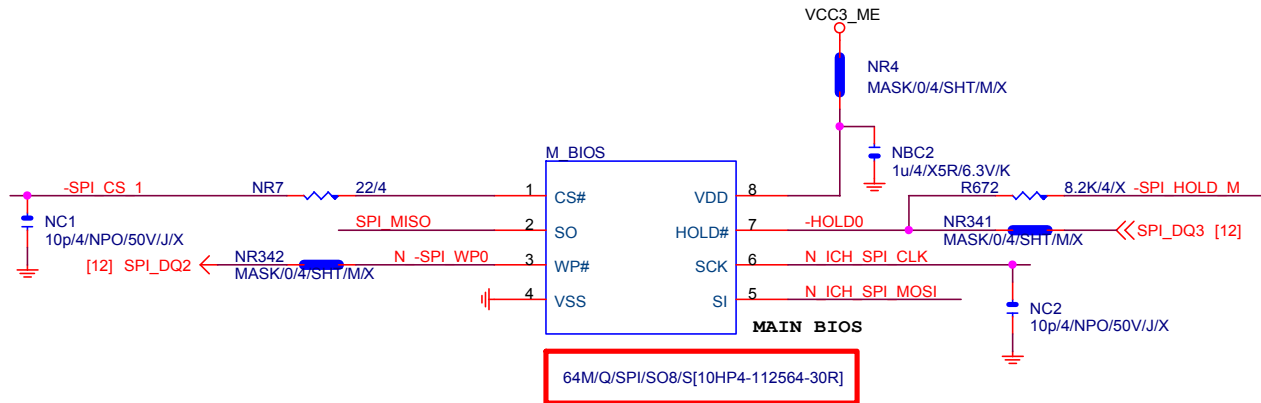 VCC3_ME
NR4
MASK/0/4/SHT/M/X
M_BIOS
NBC2
1u/4/X5R/6.3V/K
-SPI_CS_1 NR7 22/4 1 CS# VDD 8
R672 8.2K/4/X -SPI_HOLD_M
NC1
10p/4/NPO/50V/J/X
SPI_MISO 2 SO HOLD# 7 -HOLD0 NR341 SPI_DQ3 [12]
MASK/0/4/SHT/M/X
[12] SPI_DQ2 NR342 N_-SPI_WP0 3 WP# SCK 6 N_ICH_SPI_CLK
MASK/0/4/SHT/M/X
4 VSS SI 5 N_ICH_SPI_MOSI
NC2
10p/4/NPO/50V/J/X
MAIN BIOS
64M/Q/SPI/SO8/S[10HP4-112564-30R]